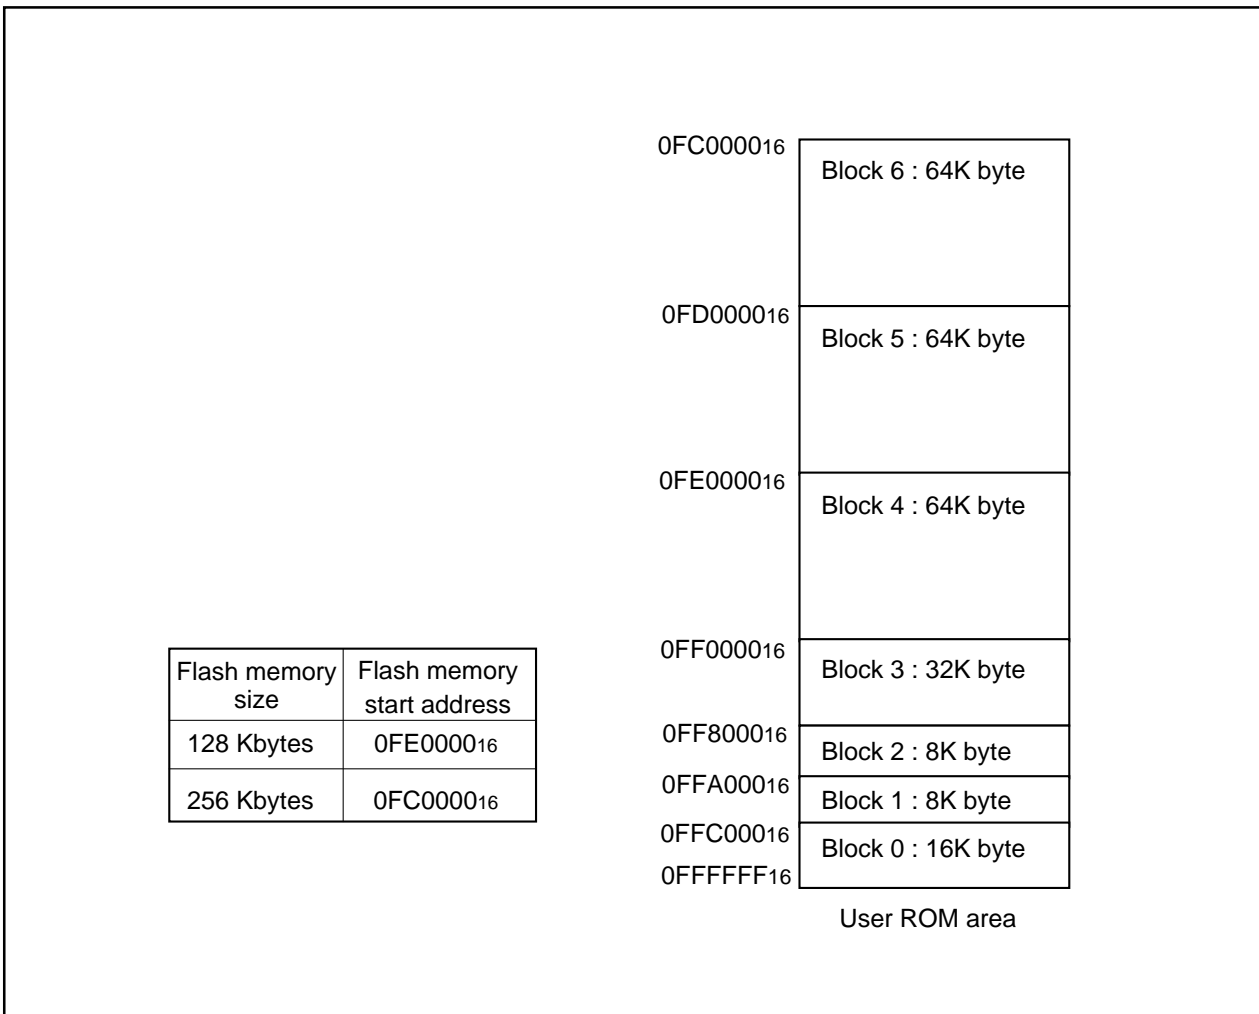 0FC000016
Block 6 : 64K byte
0FD000016
Block 5 : 64K byte
0FE000016
Block 4 : 64K byte
0FF000016
Block 3 : 32K byte
0FF800016
Block 2 : 8K byte
0FFA00016
Block 1 : 8K byte
0FFC00016
Block 0 : 16K byte
0FFFFFF16
User ROM area
Flash memory size
Flash memory start address
128 Kbytes
0FE000016
256 Kbytes
0FC000016